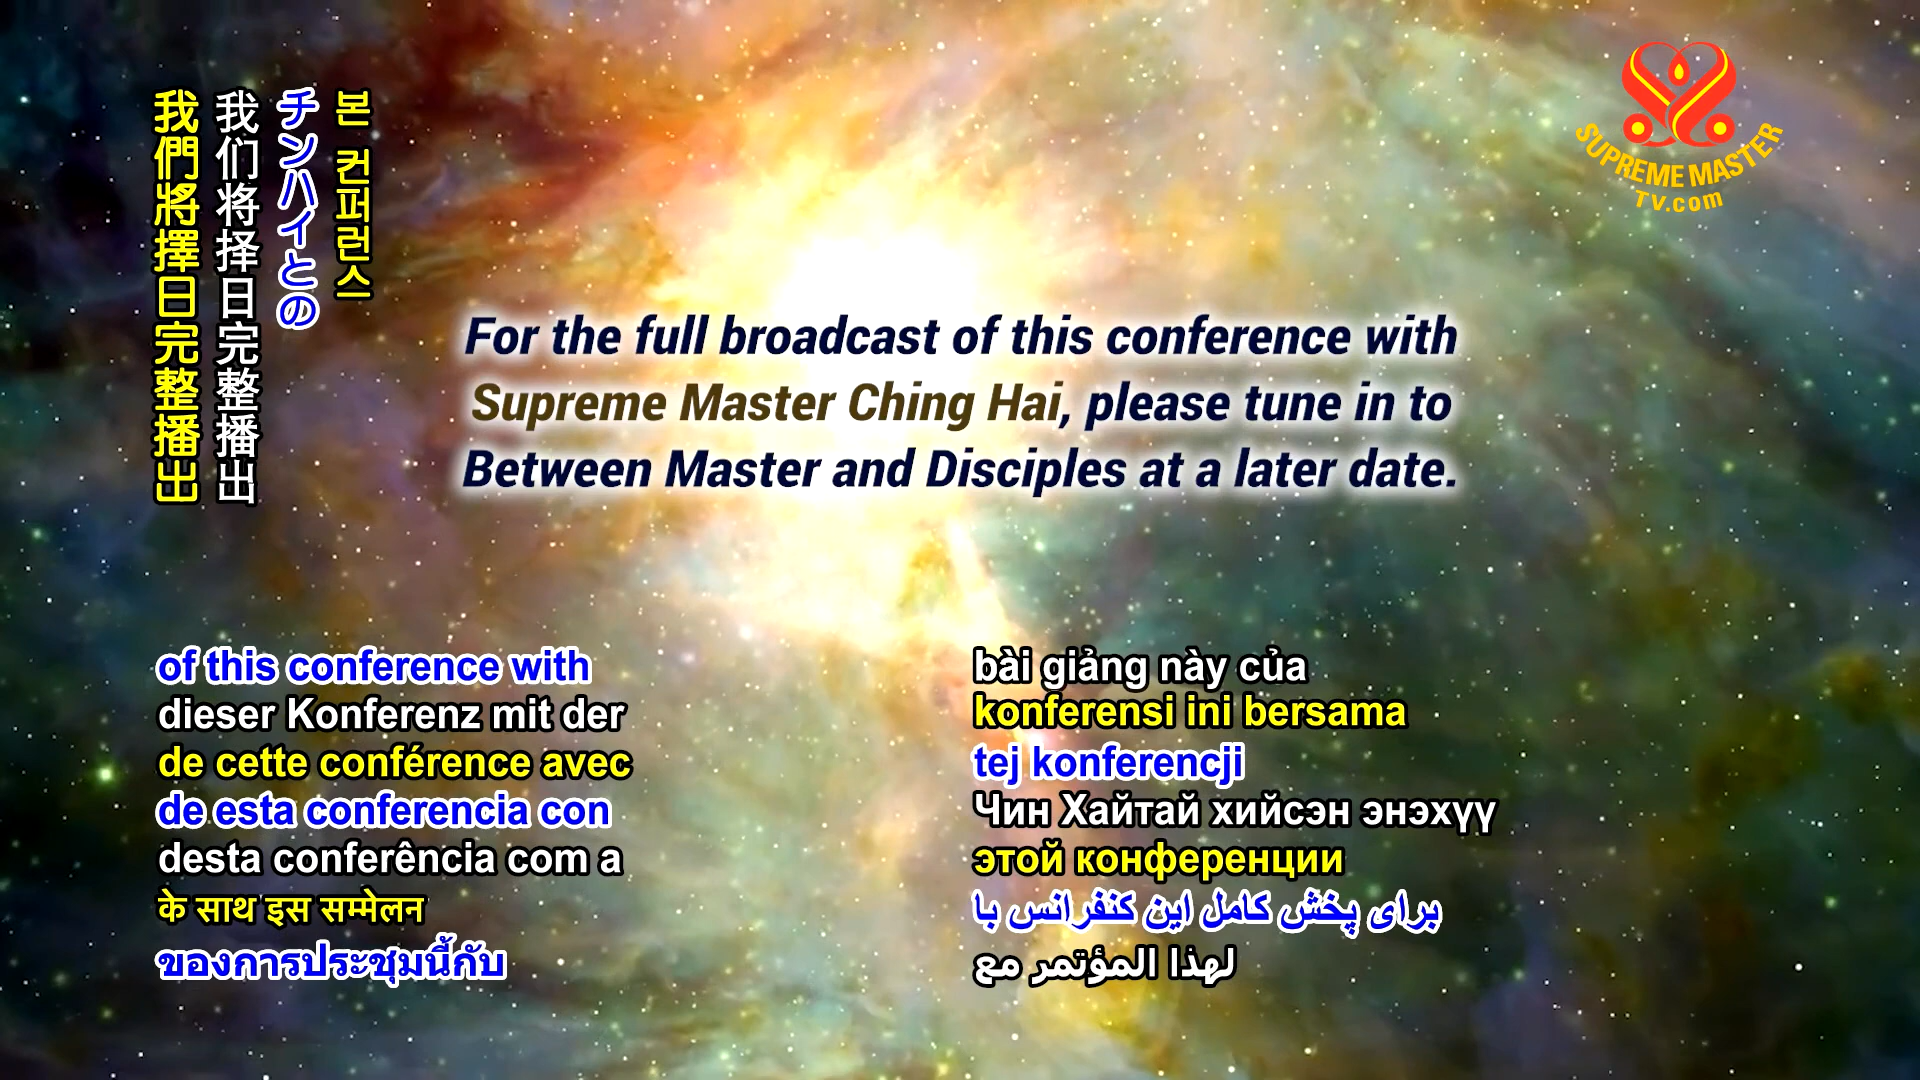 我們將擇日完整播出
我们将择日完整播出
チンハイとの
본 컨퍼런스
SUPREME MASTER
TV.com
For the full broadcast of this conference with
Supreme Master Ching Hai, please tune in to
Between Master and Disciples at a later date.
of this conference with
dieser Konferenz mit der
de cette conférence avec
de esta conferencia con
desta conferência com a
के साथ इस सम्मेलन
ของการประชุมนี้กับ
bài giảng này của
konferensi ini bersama
tej konferencji
Чин Хайтай хийсэн энэхүү
этой конференции
برای پخش کامل این کنفرانس با
لهذا المؤتمر مع